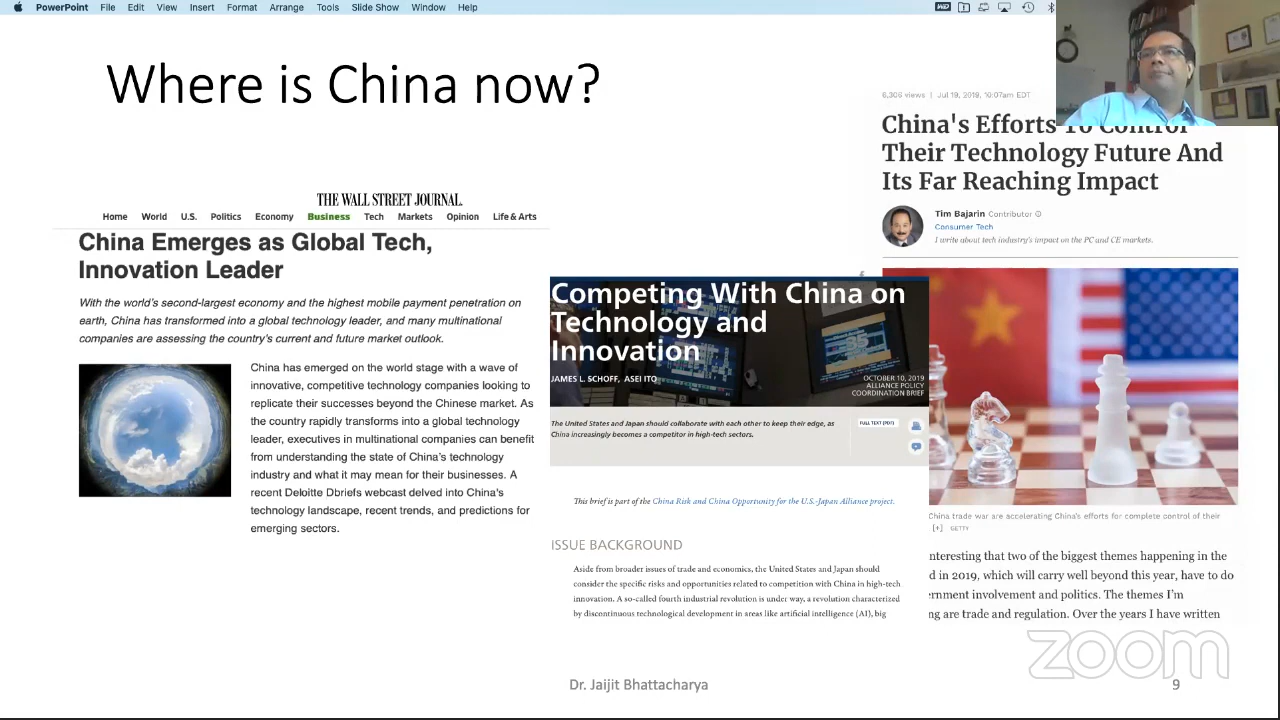 PowerPoint File Edit View Insert Format Arrange Tools Slide Show Window Help
Where is China now?
THE WALL STREET JOURNAL.
Home World U.S. Politics Economy Business Tech Markets Opinion Life & Arts
China Emerges as Global Tech,
Innovation Leader
With the world's second-largest economy and the highest mobile payment penetration on
earth, China has transformed into a global technology leader, and many multinational
companies are assessing the country's current and future market outlook.
China has emerged on the world stage with a wave of
innovative, competitive technology companies looking to
replicate their successes beyond the Chinese market. As
the country rapidly transforms into a global technology
leader, executives in multinational companies can benefit
from understanding the state of China's technology
industry and what it may mean for their businesses. A
recent Deloitte Dbriefs webcast delved into China's
technology landscape, recent trends, and predictions for
emerging sectors.
Competing With China on
Technology and
Innovation
JAMES L. SCHOFF, ASEI ITO
OCTOBER 10, 2019
ALLIANCE POLICY
COORDINATION BRIEF
The United States and Japan should collaborate with each other to keep their edge, as
China increasingly becomes a competitor in high-tech sectors.
FULL TEXT (PDF)
This brief is part of the China Risk and China Opportunity for the U.S.-Japan Alliance project.
ISSUE BACKGROUND
Aside from broader issues of trade and economics, the United States and Japan should
consider the specific risks and opportunities related to competition with China in high-tech
innovation. A so-called fourth industrial revolution is under way, a revolution characterized
by discontinuous technological development in areas like artificial intelligence (AI), big
6,306 views | Jul 19, 2019, 10:07am EDT
China's Efforts To Control
Their Technology Future And
Its Far Reaching Impact
Tim Bajarin Contributor
Consumer Tech
I write about tech industry's impact on the PC and CE markets.
China trade war are accelerating China's efforts for complete control of their
[+] GETTY
nteresting that two of the biggest themes happening in the
d in 2019, which will carry well beyond this year, have to do
ernment involvement and politics. The themes I'm
ng are trade and regulation. Over the years I have written
zoom
Dr. Jaijit Bhattacharya
9